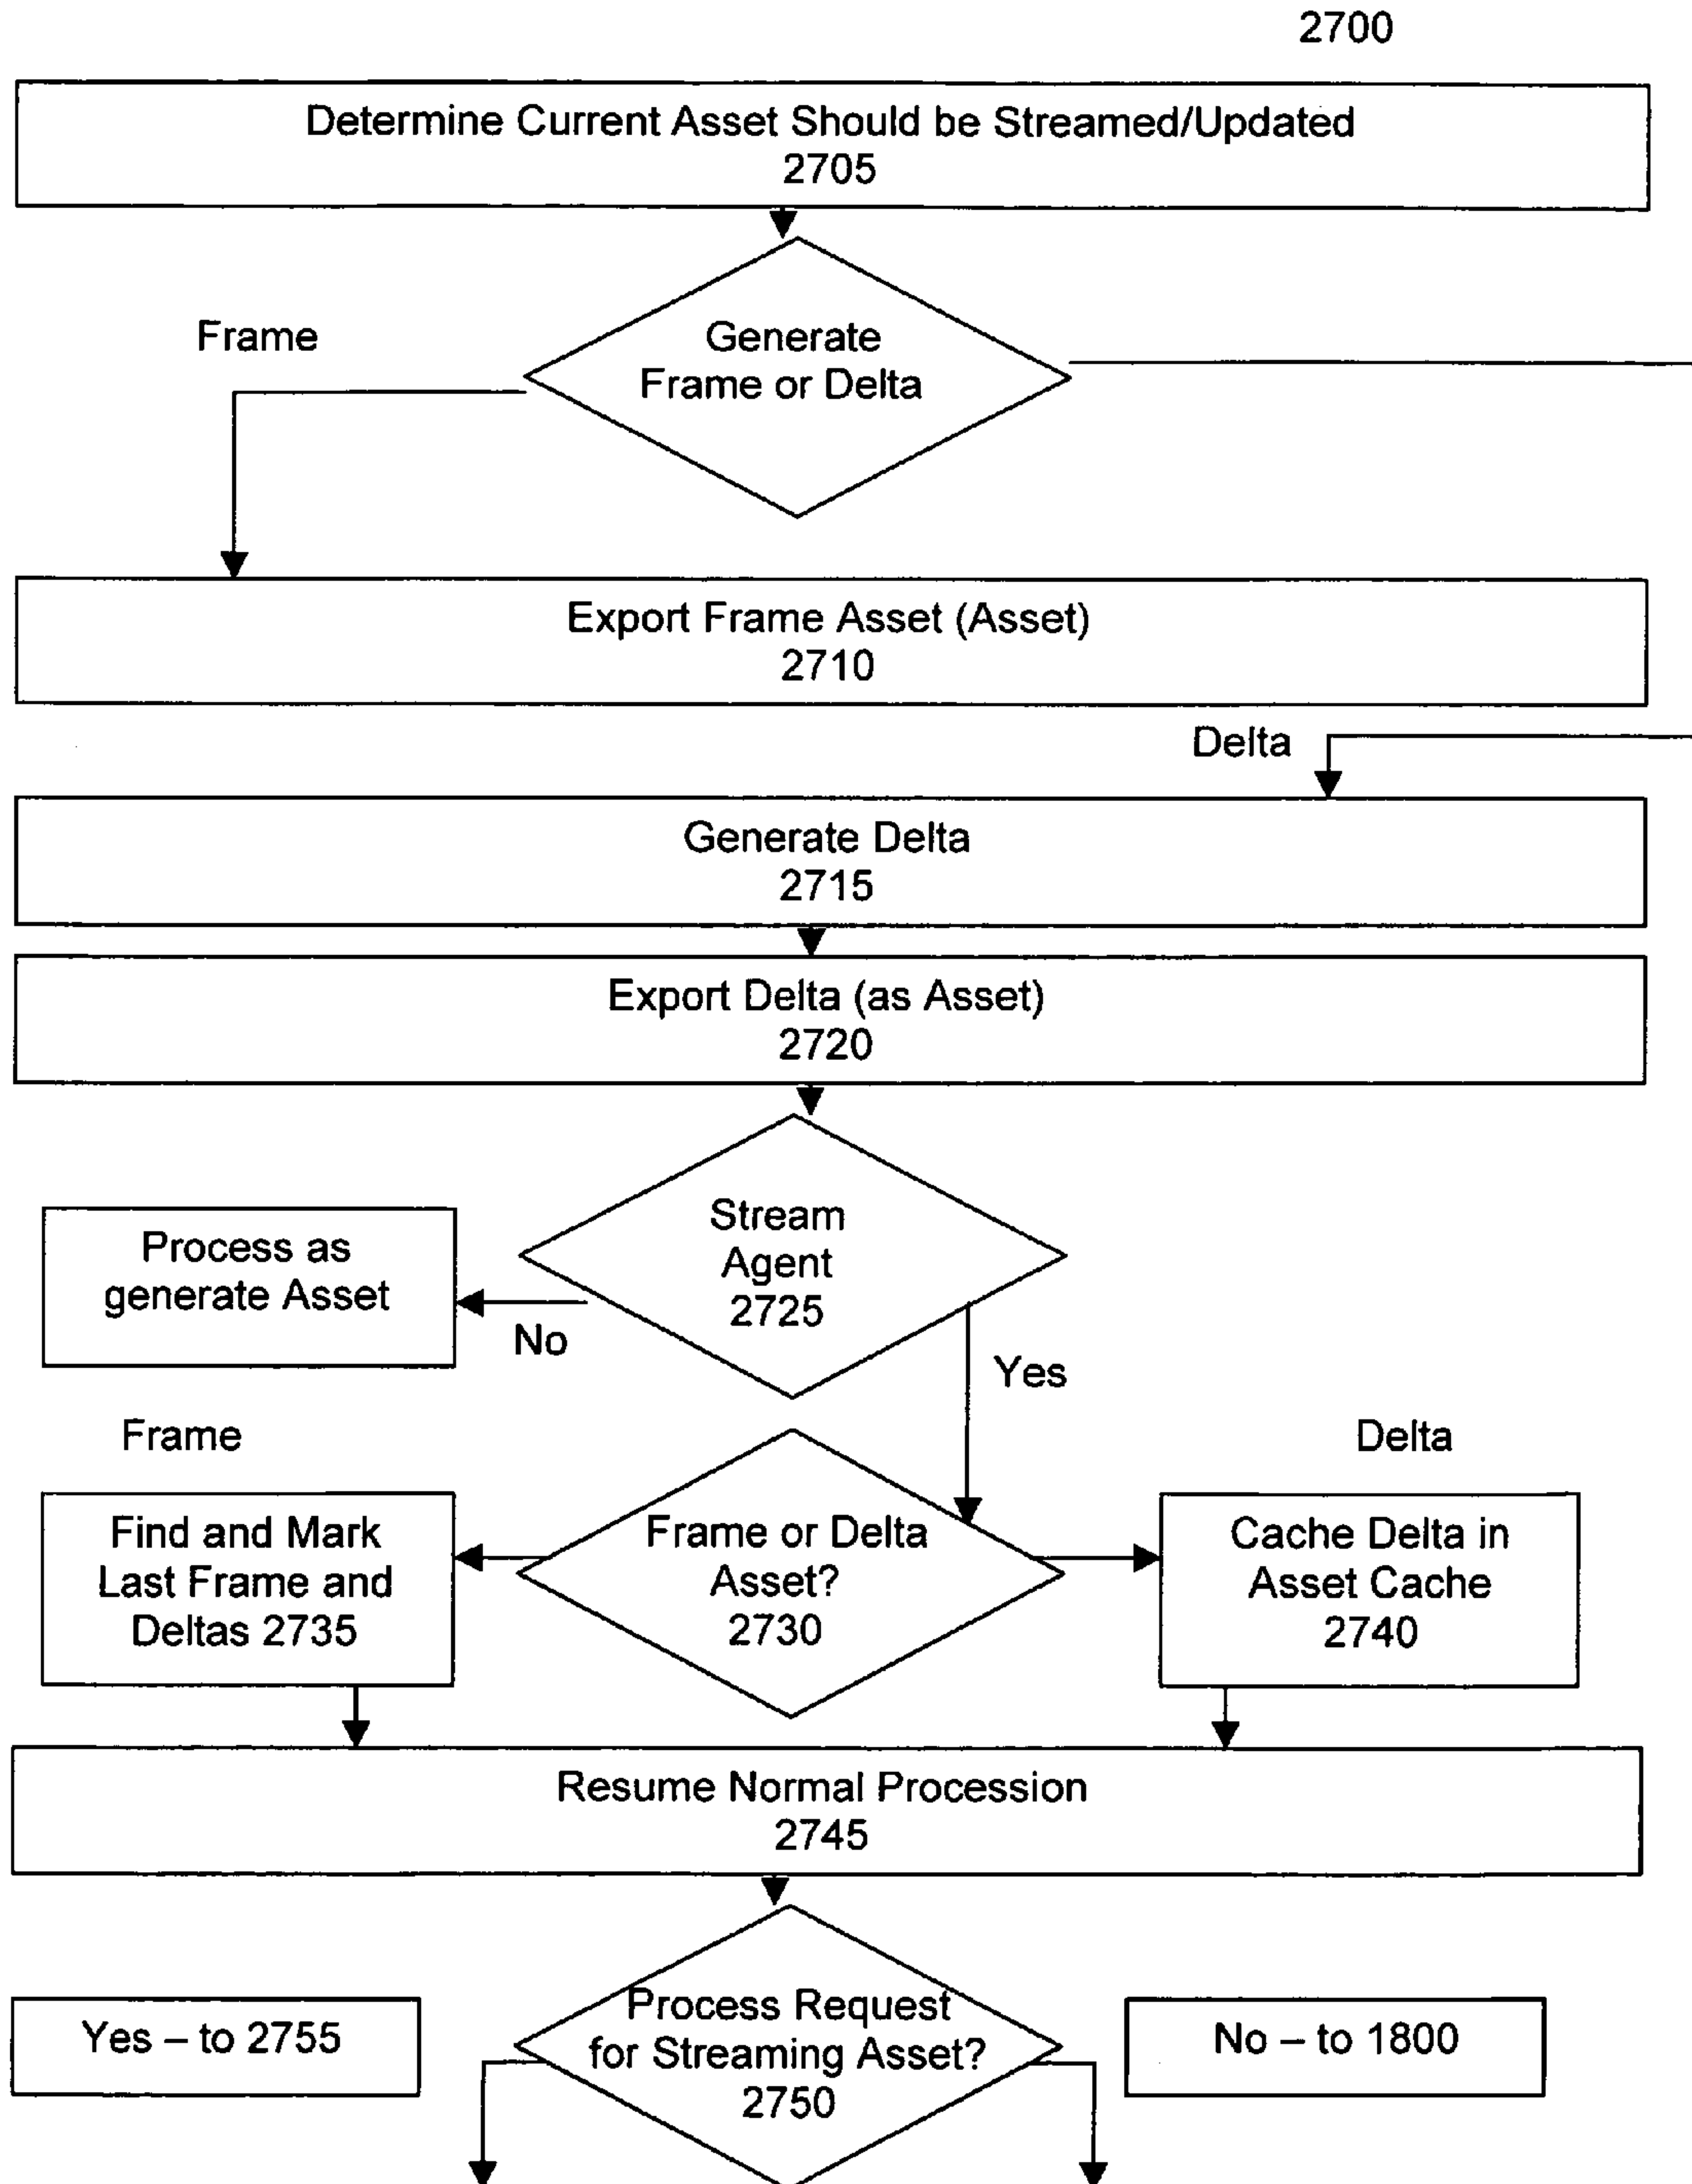 2700
Determine Current Asset Should be Streamed/Updated
2705
Frame
Generate
Frame or Delta
Export Frame Asset (Asset)
2710
Delta
Generate Delta
2715
Export Delta (as Asset)
2720
Stream
Agent
2725
Process as
generate Asset
No
Yes
Frame
Delta
Find and Mark
Last Frame and
Deltas 2735
Frame or Delta
Asset?
2730
Cache Delta in
Asset Cache
2740
Resume Normal Procession
2745
Yes – to 2755
Process Request
for Streaming Asset?
2750
No – to 1800